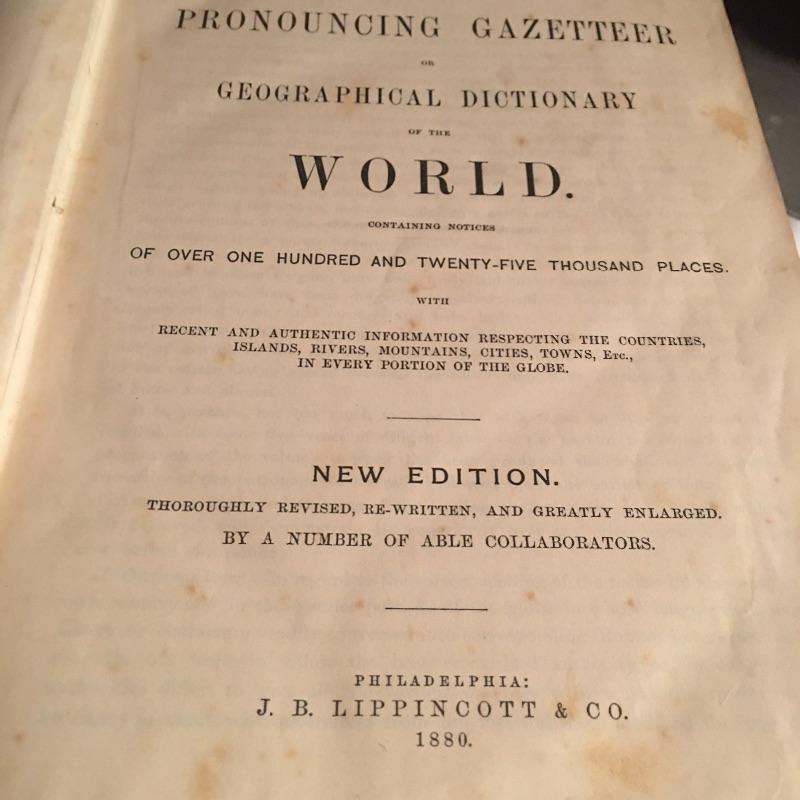 PRONOUNCING GAZETTEER
OR
GEOGRAPHICAL DICTIONARY
OF THE
WORLD.
CONTAINING NOTICES
OF OVER ONE HUNDRED AND TWENTY-FIVE THOUSAND PLACES.
WITH
RECENT AND AUTHENTIC INFORMATION RESPECTING THE COUNTRIES,
ISLANDS, RIVERS, MOUNTAINS, CITIES, TOWNS, Etc.,
IN EVERY PORTION OF THE GLOBE.
NEW EDITION.
THOROUGHLY REVISED, RE-WRITTEN, AND GREATLY ENLARGED.
BY A NUMBER OF ABLE COLLABORATORS.
PHILADELPHIA:
J. B. LIPPINCOTT & CO.
1880.